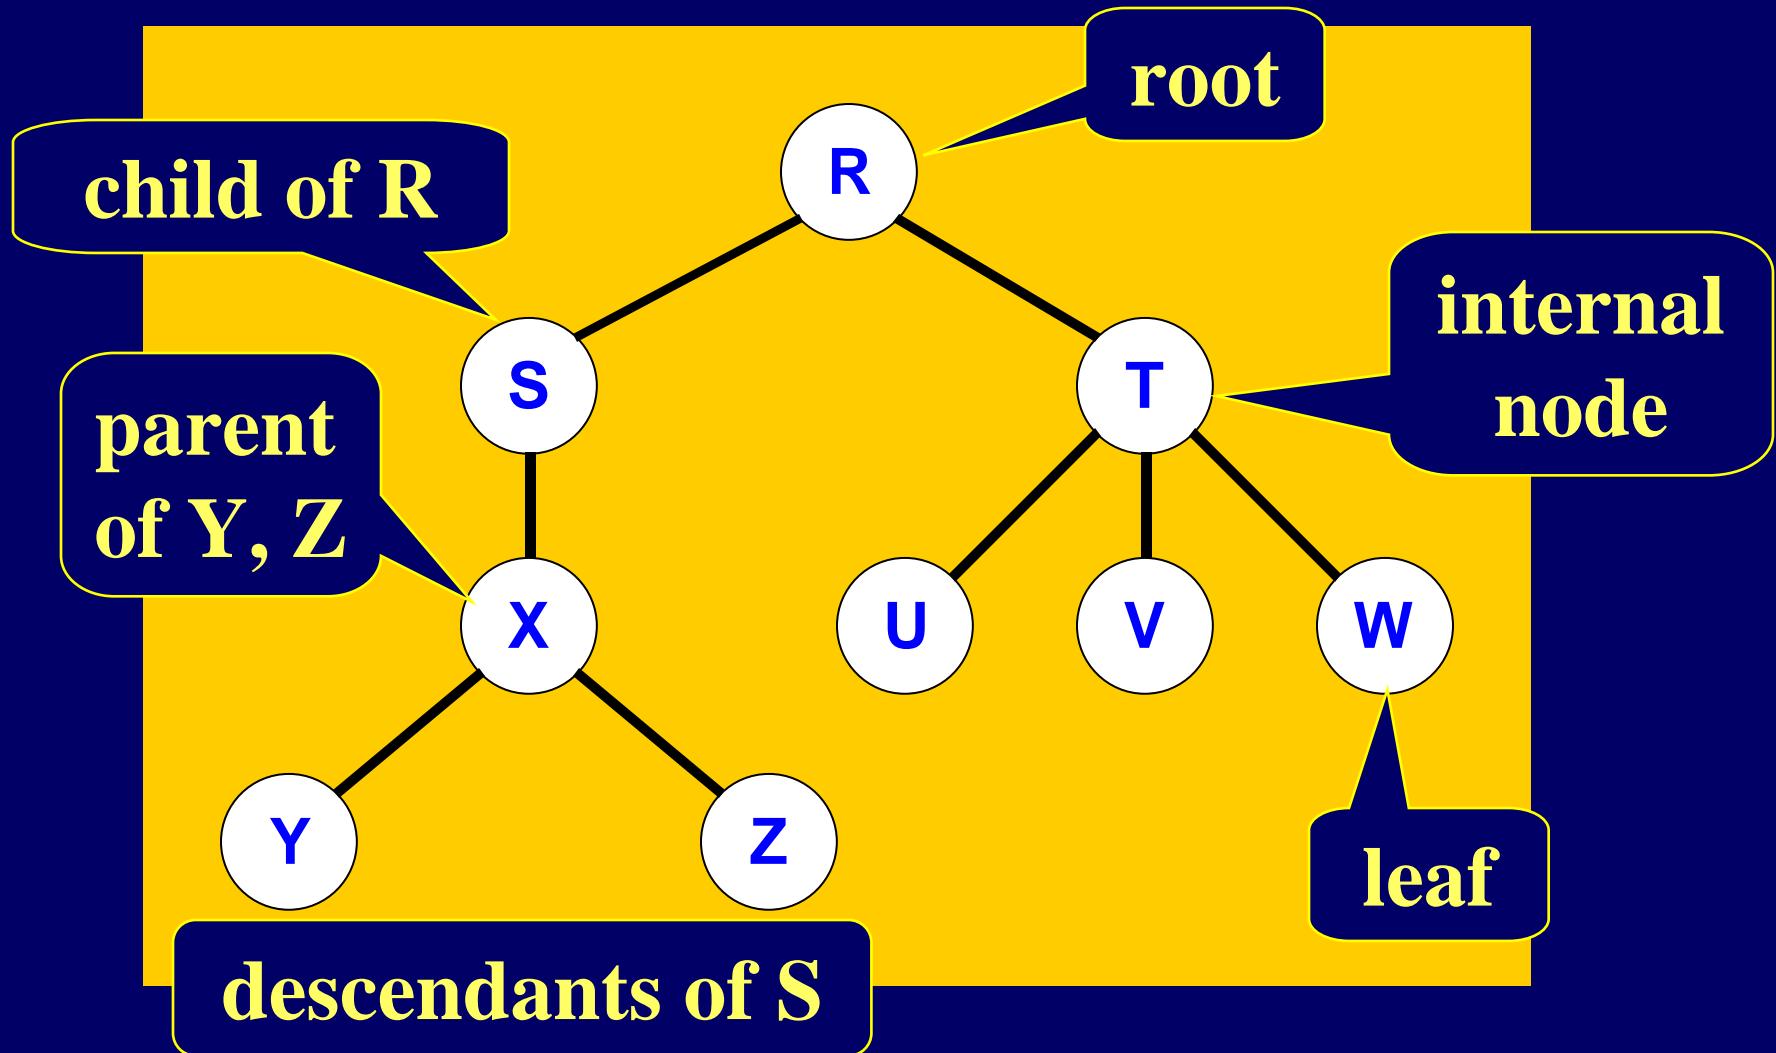 root
R
child of R
internal
node
S
T
parent
of Y, Z
X
U
V
W
Y
Z
leaf
descendants of S